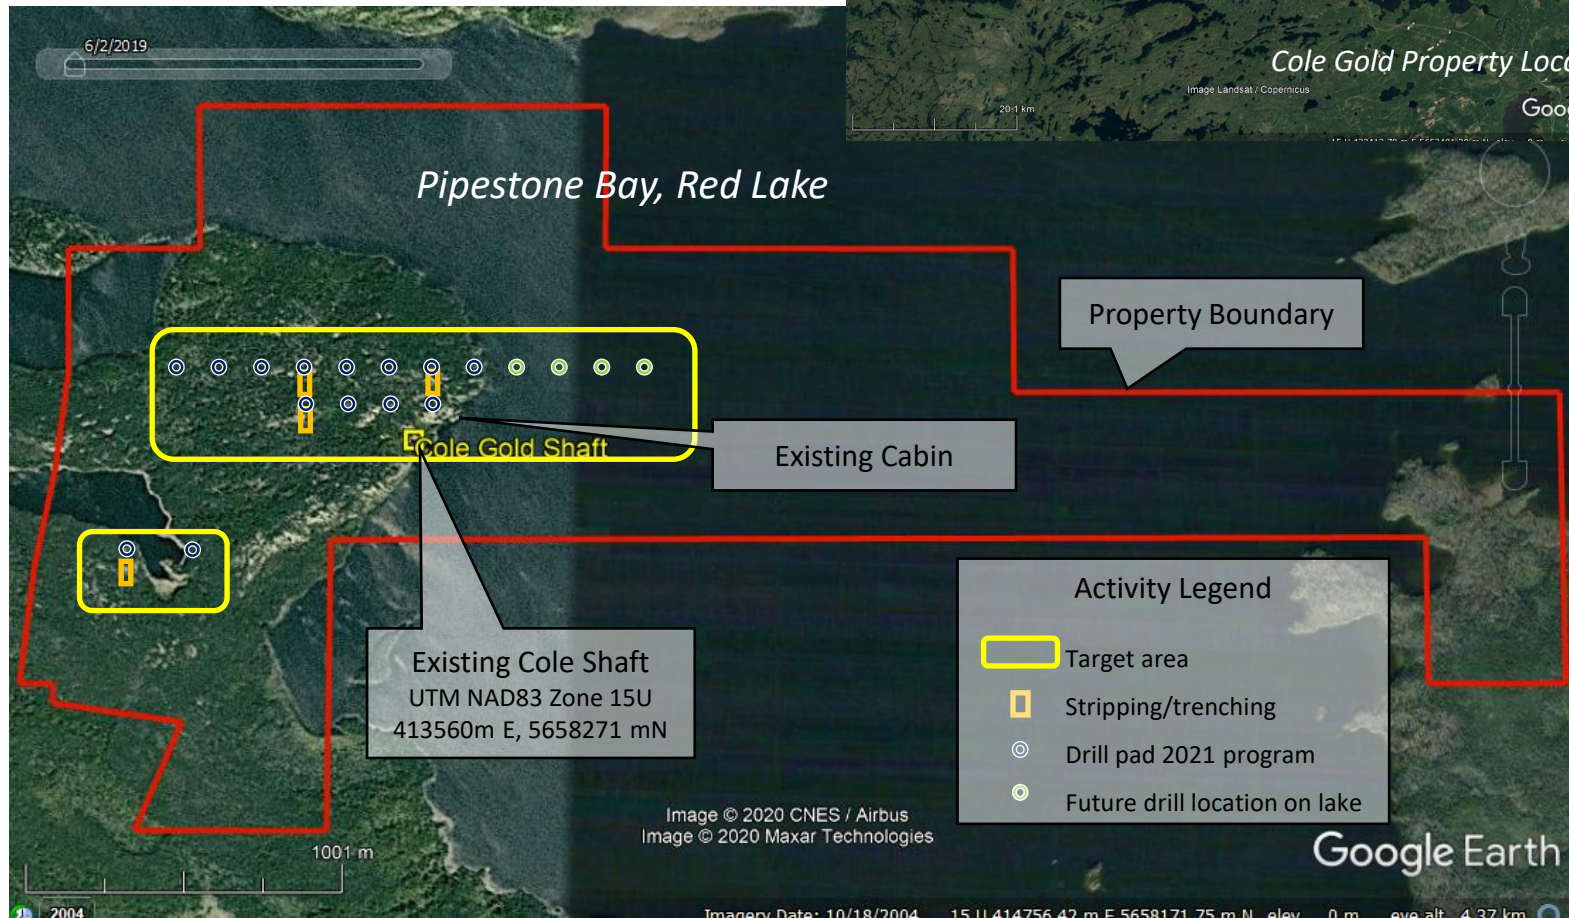 6/2/2019
Cole Gold Property
Image Landsat / Copernicus
20.1 km
Pipestone Bay, Red Lake
Property Boundary
Existing Cabin
Cole Gold Shaft
Existing Cole Shaft
UTM NAD83 Zone 15U
413560m E, 5658271 mN
Activity Legend
Target area
Stripping/trenching
Drill pad 2021 program
Future drill location on lake
Image © 2020 CNES / Airbus
Image © 2020 Maxar Technologies
Google Earth
1001 m
2004
Imagery Date: 10/18/2004 15 U 414756.42 m E 5658171.75 m N elev 0 m eye alt 4.37 km